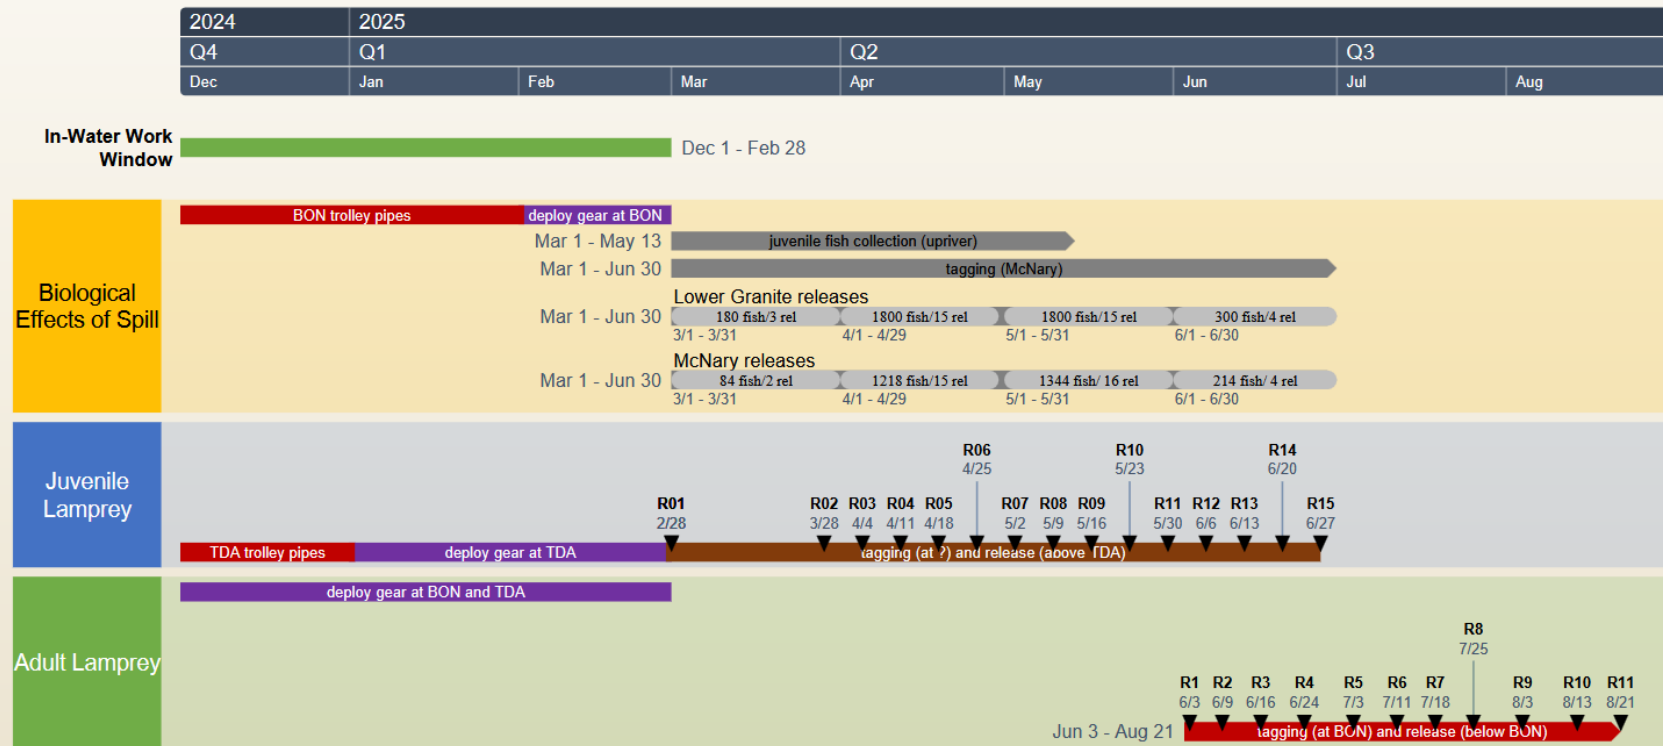 2024 2025
Q4 Q1 Q2 Q3
Dec Jan Feb Mar Apr May Jun Jul Aug
In-Water Work
Window
Dec 1 - Feb 28
Biological
Effects of Spill
BON trolley pipes deploy gear at BON
Mar 1 - May 13 juvenile fish collection (upriver)
Mar 1 - Jun 30 tagging (McNary)
Lower Granite releases
Mar 1 - Jun 30 180 fish/3 rel 1800 fish/15 rel 1800 fish/15 rel 300 fish/4 rel
3/1 - 3/31 4/1 - 4/29 5/1 - 5/31 6/1 - 6/30
McNary releases
Mar 1 - Jun 30 84 fish/2 rel 1218 fish/15 rel 1344 fish/ 16 rel 214 fish/ 4 rel
3/1 - 3/31 4/1 - 4/29 5/1 - 5/31 6/1 - 6/30
Juvenile
Lamprey
R06 R10 R14
4/25 5/23 6/20
R01 R02 R03 R04 R05 R07 R08 R09 R11 R12 R13 R15
2/28 3/28 4/4 4/11 4/18 5/2 5/9 5/16 5/30 6/6 6/13 6/27
TDA trolley pipes deploy gear at TDA tagging (at ?) and release (above TDA)
Adult Lamprey
deploy gear at BON and TDA
R8
7/25
R1 R2 R3 R4 R5 R6 R7 R9 R10 R11
6/3 6/9 6/16 6/24 7/3 7/11 7/18 8/3 8/13 8/21
Jun 3 - Aug 21 tagging (at BON) and release (below BON)